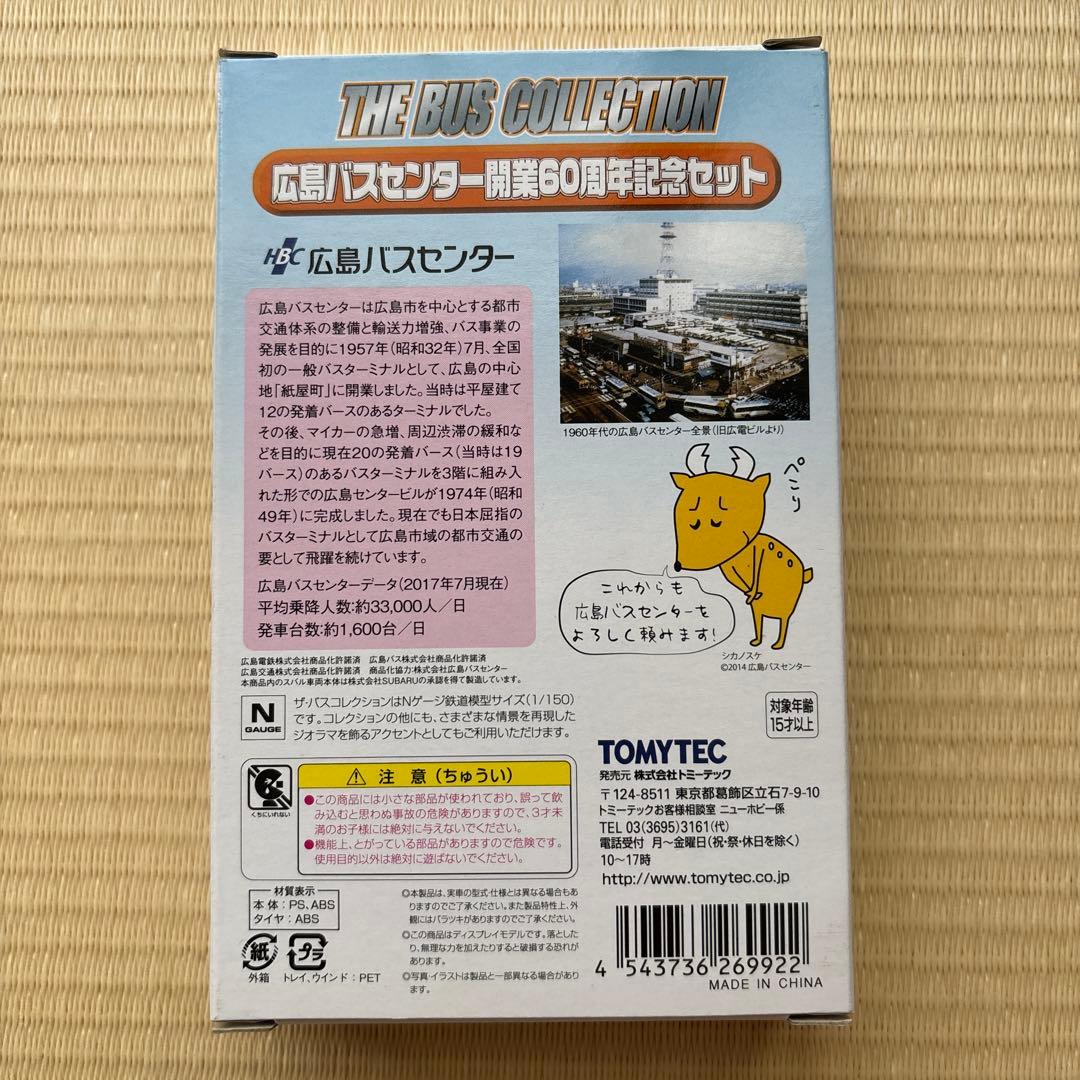 THE BUS COLLECTION
広島バスセンター開業60周年記念セット
HBC 広島バスセンター
広島バスセンターは広島市を中心とする都市
交通体系の整備と輸送力増強、バス事業の
発展を目的に1957年(昭和32年)7月、全国
初の一般バスターミナルとして、広島の中心
地「紙屋町」に開業しました。当時は平屋建て
12の発着バースのあるターミナルでした。
その後、マイカーの急増、周辺渋滞の緩和な
どを目的に現在20の発着バース(当時は19
バース)のあるバスターミナルを3階に組み入
れた形での広島センタービルが1974年(昭和
49年)に完成しました。現在でも日本屈指の
バスターミナルとして広島市域の都市交通の
要として飛躍を続けています。
広島バスセンターデータ(2017年7月現在)
平均乗降人数:約33,000人/日
発車台数:約1,600台/日
1960年代の広島バスセンター全景(旧広電ビルより)
ぺこり
これからも
広島バスセンターを
よろしく頼みます!
シカノスケ
©2014 広島バスセンター
広島電鉄株式会社商品化許諾済 広島バス株式会社商品化許諾済
広島交通株式会社商品化許諾済 商品化協力:株式会社広島バスセンター
本商品内のスバル車両本体は株式会社SUBARUの承認を得て製造しています。
N
GAUGE
ザ・バスコレクションはNゲージ鉄道模型サイズ(1/150)
です。コレクションの他にも、さまざまな情景を再現した
ジオラマを飾るアクセントとしてもご利用いただけます。
対象年齢
15才以上
くちにいれない
注意(ちゅうい)
●この商品には小さな部品が使われており、誤って飲
み込むと思わぬ事故の危険がありますので、3才未
満のお子様には絶対に与えないでください。
●機能上、とがっている部品がありますので危険です。
使用目的以外は絶対に遊ばないでください。
TOMYTEC
発売元 株式会社トミーテック
〒124-8511 東京都葛飾区立石7-9-10
トミーテックお客様相談室 ニューホビー係
TEL 03(3695)3161(代)
電話受付 月〜金曜日(祝・祭・休日を除く)
10〜17時
http://www.tomytec.co.jp
材質表示
本体:PS、ABS
タイヤ:ABS
紙
外箱
プラ
トレイ、ウインド:PET
◎本製品は、実車の型式・仕様とは異なる場合もあ
りますのでご了承ください。また製品特性上、外
観にはバラツキがありますのでご了承ください。
◎この商品はディスプレイモデルです。落とした
り、無理な力を加えたりすると破損する恐れが
あります。
◎写真・イラストは製品と一部異なる場合があり
ます。
4 543736 269922
MADE IN CHINA